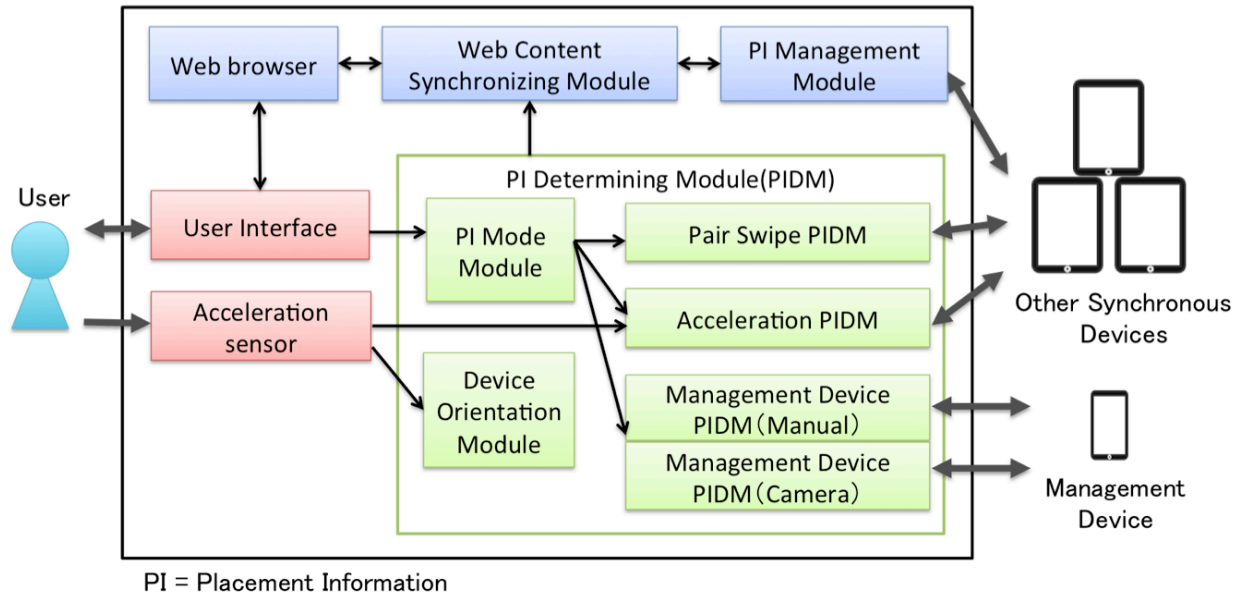 Web browser
Web Content
Synchronizing Module
PI Management
Module
User
User Interface
Acceleration
sensor
PI Determining Module(PIDM)
PI Mode
Module
Device
Orientation
Module
Pair Swipe PIDM
Acceleration PIDM
Management Device
PIDM（Manual）
Management Device
PIDM（Camera）
Other Synchronous
Devices
Management
Device
PI = Placement Information